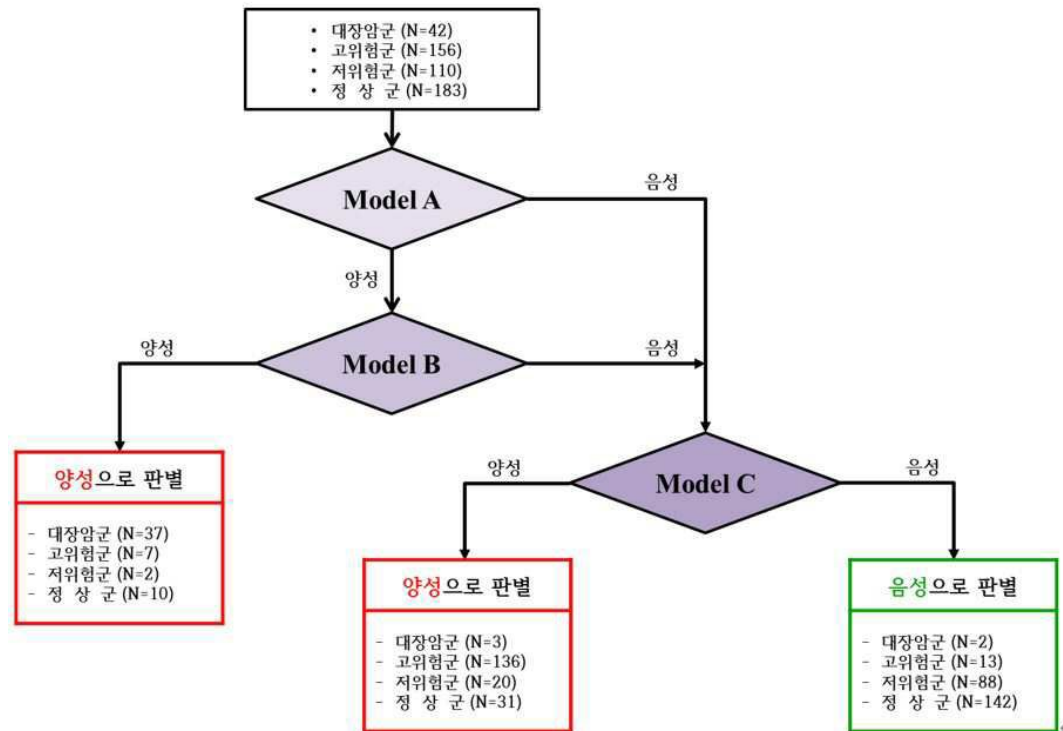 • 대장암군 (N=42)
• 고위험군 (N=156)
• 저위험군 (N=110)
• 정 상 군 (N=183)
Model A
음성
양성
Model B
양성
음성
양성으로 판별
- 대장암군 (N=37)
- 고위험군 (N=7)
- 저위험군 (N=2)
- 정 상 군 (N=10)
Model C
양성
음성
양성으로 판별
- 대장암군 (N=3)
- 고위험군 (N=136)
- 저위험군 (N=20)
- 정 상 군 (N=31)
음성으로 판별
- 대장암군 (N=2)
- 고위험군 (N=13)
- 저위험군 (N=88)
- 정 상 군 (N=142)